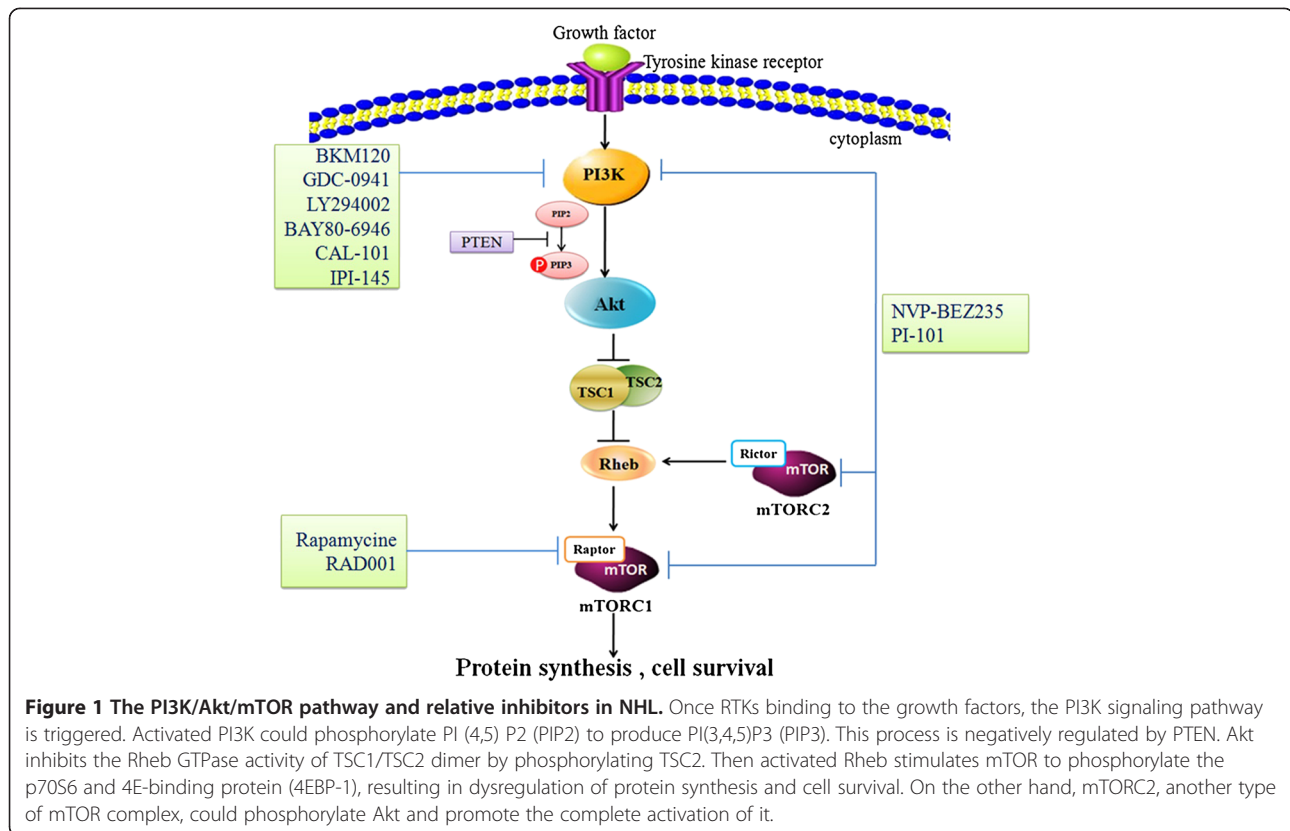 Growth factor
Tyrosine kinase receptor
cytoplasm
BKM120
GDC-0941
LY294002
BAY80-6946
CAL-101
IPI-145
PI3K
PIP2
PTEN
P
PIP3
Akt
NVP-BEZ235
PI-101
TSC1
TSC2
Rheb
Rictor
mTOR
mTORC2
Rapamycine
RAD001
Raptor
mTOR
mTORC1
Protein synthesis , cell survival
Figure 1 The PI3K/Akt/mTOR pathway and relative inhibitors in NHL. Once RTKs binding to the growth factors, the PI3K signaling pathway
is triggered. Activated PI3K could phosphorylate PI (4,5) P2 (PIP2) to produce PI(3,4,5)P3 (PIP3). This process is negatively regulated by PTEN. Akt
inhibits the Rheb GTPase activity of TSC1/TSC2 dimer by phosphorylating TSC2. Then activated Rheb stimulates mTOR to phosphorylate the
p70S6 and 4E-binding protein (4EBP-1), resulting in dysregulation of protein synthesis and cell survival. On the other hand, mTORC2, another type
of mTOR complex, could phosphorylate Akt and promote the complete activation of it.